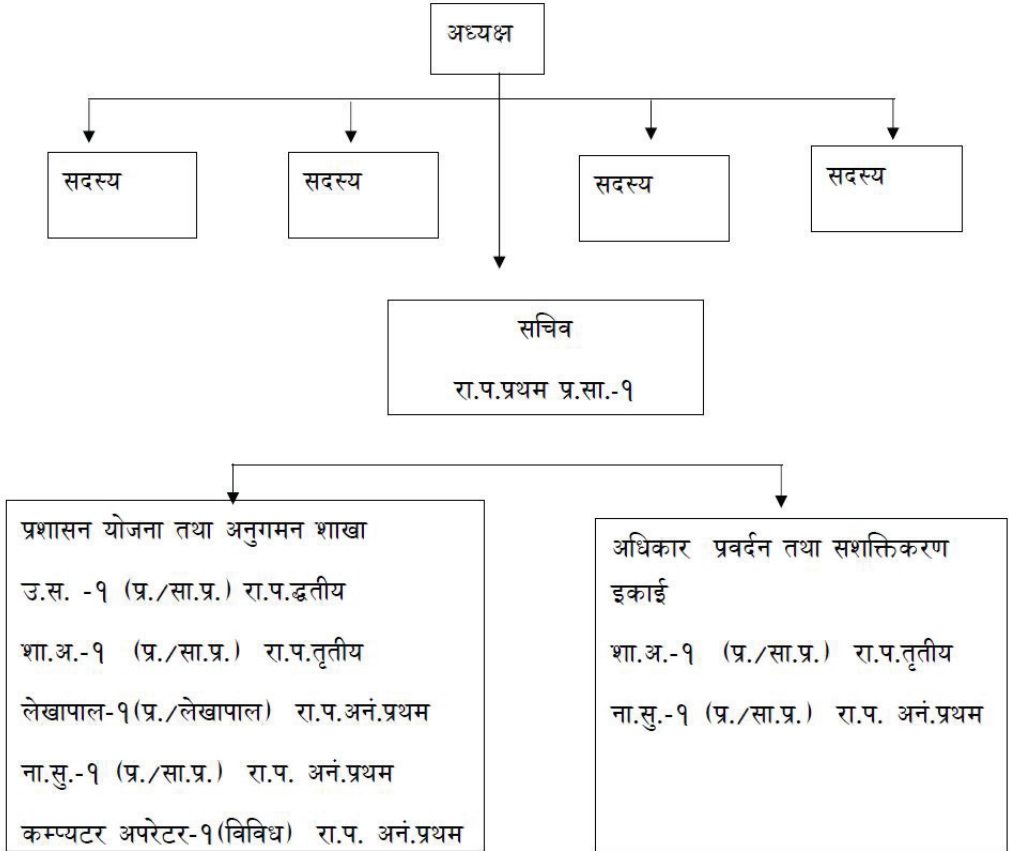 अध्यक्ष
सदस्य
सदस्य
सदस्य
सदस्य
सचिव
रा.प.प्रथम प्र.सा.-१
प्रशासन योजना तथा अनुगमन शाखा
उ.स. -१ (प्र./सा.प्र.) रा.प.द्धतीय
शा.अ.-१ (प्र./सा.प्र.) रा.प.तृतीय
लेखापाल-१(प्र./लेखापाल) रा.प.अनं.प्रथम
ना.सु.-१ (प्र./सा.प्र.) रा.प. अनं.प्रथम
कम्प्यटर अपरेटर-१(विविध) रा.प. अनं.प्रथम
अधिकार प्रवर्दन तथा सशक्तिकरण
इकाई
शा.अ.-१ (प्र./सा.प्र.) रा.प.तृतीय
ना.सु.-१ (प्र./सा.प्र.) रा.प. अनं.प्रथम